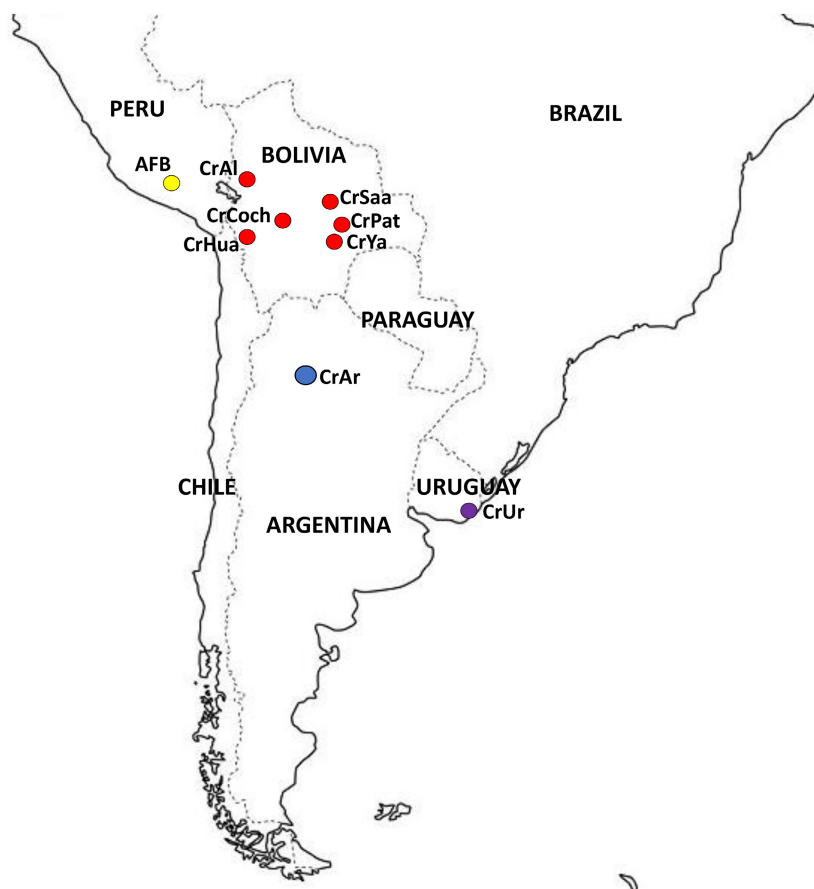 PERU
BRAZIL
BOLIVIA
AFB
CrAl
CrSaa
CrCoch
CrPat
CrHua
CrYa
PARAGUAY
CrAr
CHILE
URUGUAY
CrUr
ARGENTINA